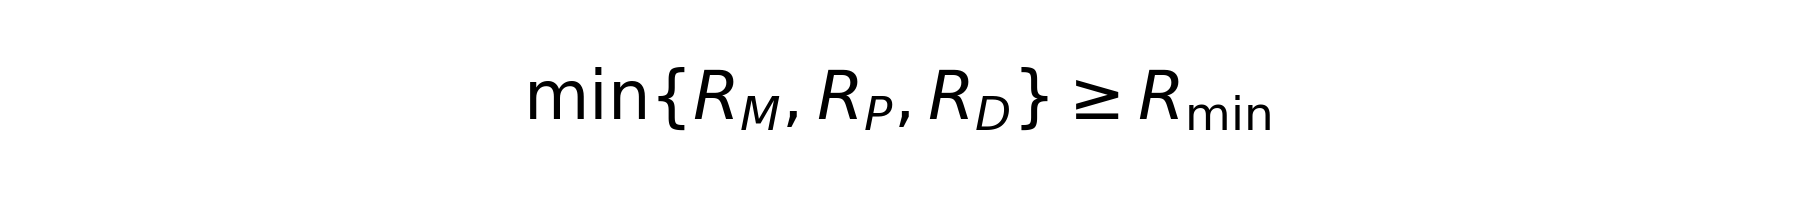 min{R_M, R_P, R_D} ≥ R_min